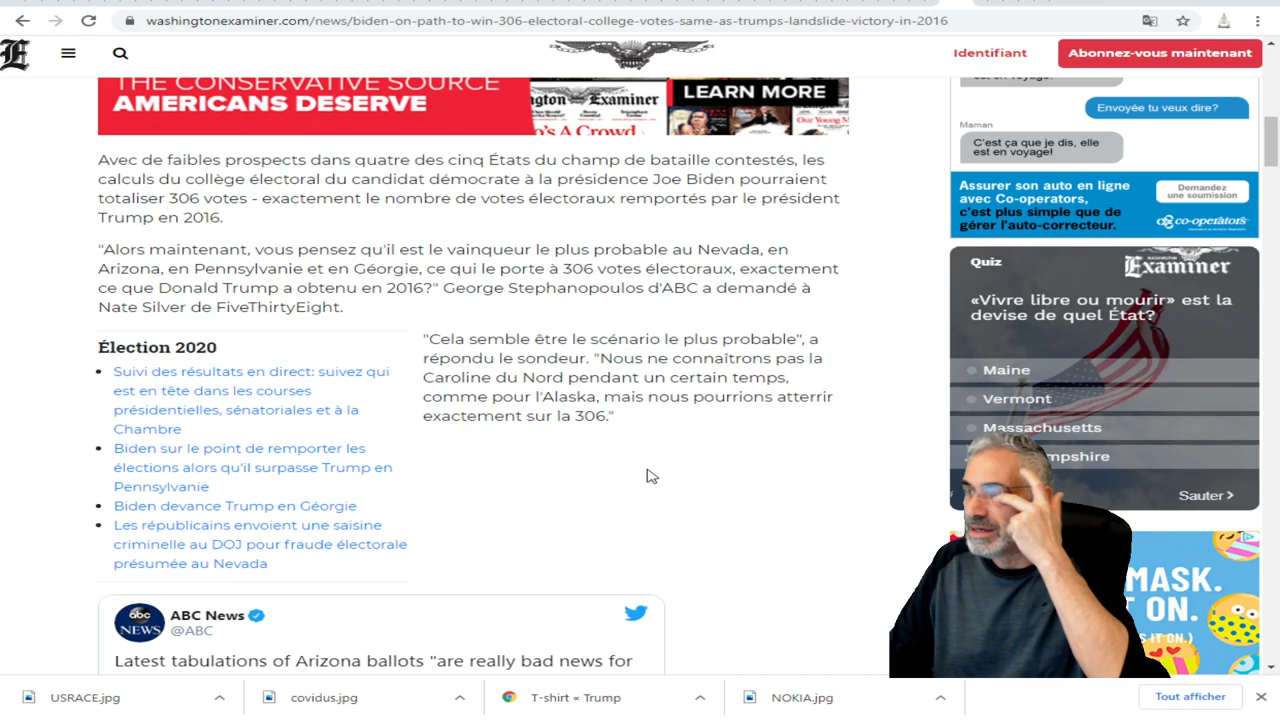 washingtonexaminer.com/news/biden-on-path-to-win-306-electoral-college-votes-same-as-trumps-landslide-victory-in-2016
E
Identifiant
Abonnez-vous maintenant
THE CONSERVATIVE SOURCE
AMERICANS DESERVE
Examiner
LEARN MORE
Avec de faibles prospects dans quatre des cinq États du champ de bataille contestés, les
calculs du collège électoral du candidat démocrate à la présidence Joe Biden pourraient
totaliser 306 votes - exactement le nombre de votes électoraux remportés par le président
Trump en 2016.
"Alors maintenant, vous pensez qu'il est le vainqueur le plus probable au Nevada, en
Arizona, en Pennsylvanie et en Géorgie, ce qui le porte à 306 votes électoraux, exactement
ce que Donald Trump a obtenu en 2016?" George Stephanopoulos d'ABC a demandé à
Nate Silver de FiveThirtyEight.
Élection 2020
Suivi des résultats en direct: suivez qui
est en tête dans les courses
présidentielles, sénatoriales et à la
Chambre
Biden sur le point de remporter les
élections alors qu'il surpasse Trump en
Pennsylvanie
Biden devance Trump en Géorgie
Les républicains envoient une saisine
criminelle au DOJ pour fraude électorale
présumée au Nevada
"Cela semble être le scénario le plus probable", a
répondu le sondeur. "Nous ne connaîtrons pas la
Caroline du Nord pendant un certain temps,
comme pour l'Alaska, mais nous pourrions atterrir
exactement sur la 306."
abc
NEWS
ABC News
@ABC
Latest tabulations of Arizona ballots "are really bad news for
est en voyage!
Envoyée tu veux dire?
Maman
C'est ça que je dis, elle
est en voyage!
Assurer son auto en ligne
avec Co-operators,
c'est plus simple que de
gérer l'auto-correcteur.
Demandez
une soumission
co-operators
Quiz
Examiner
«Vivre libre ou mourir» est la
devise de quel État?
Maine
Vermont
Massachusetts
mpshire
Sauter >
MASK.
ON.
IT ON.)
USRACE.jpg
covidus.jpg
T-shirt « Trump
NOKIA.jpg
Tout afficher